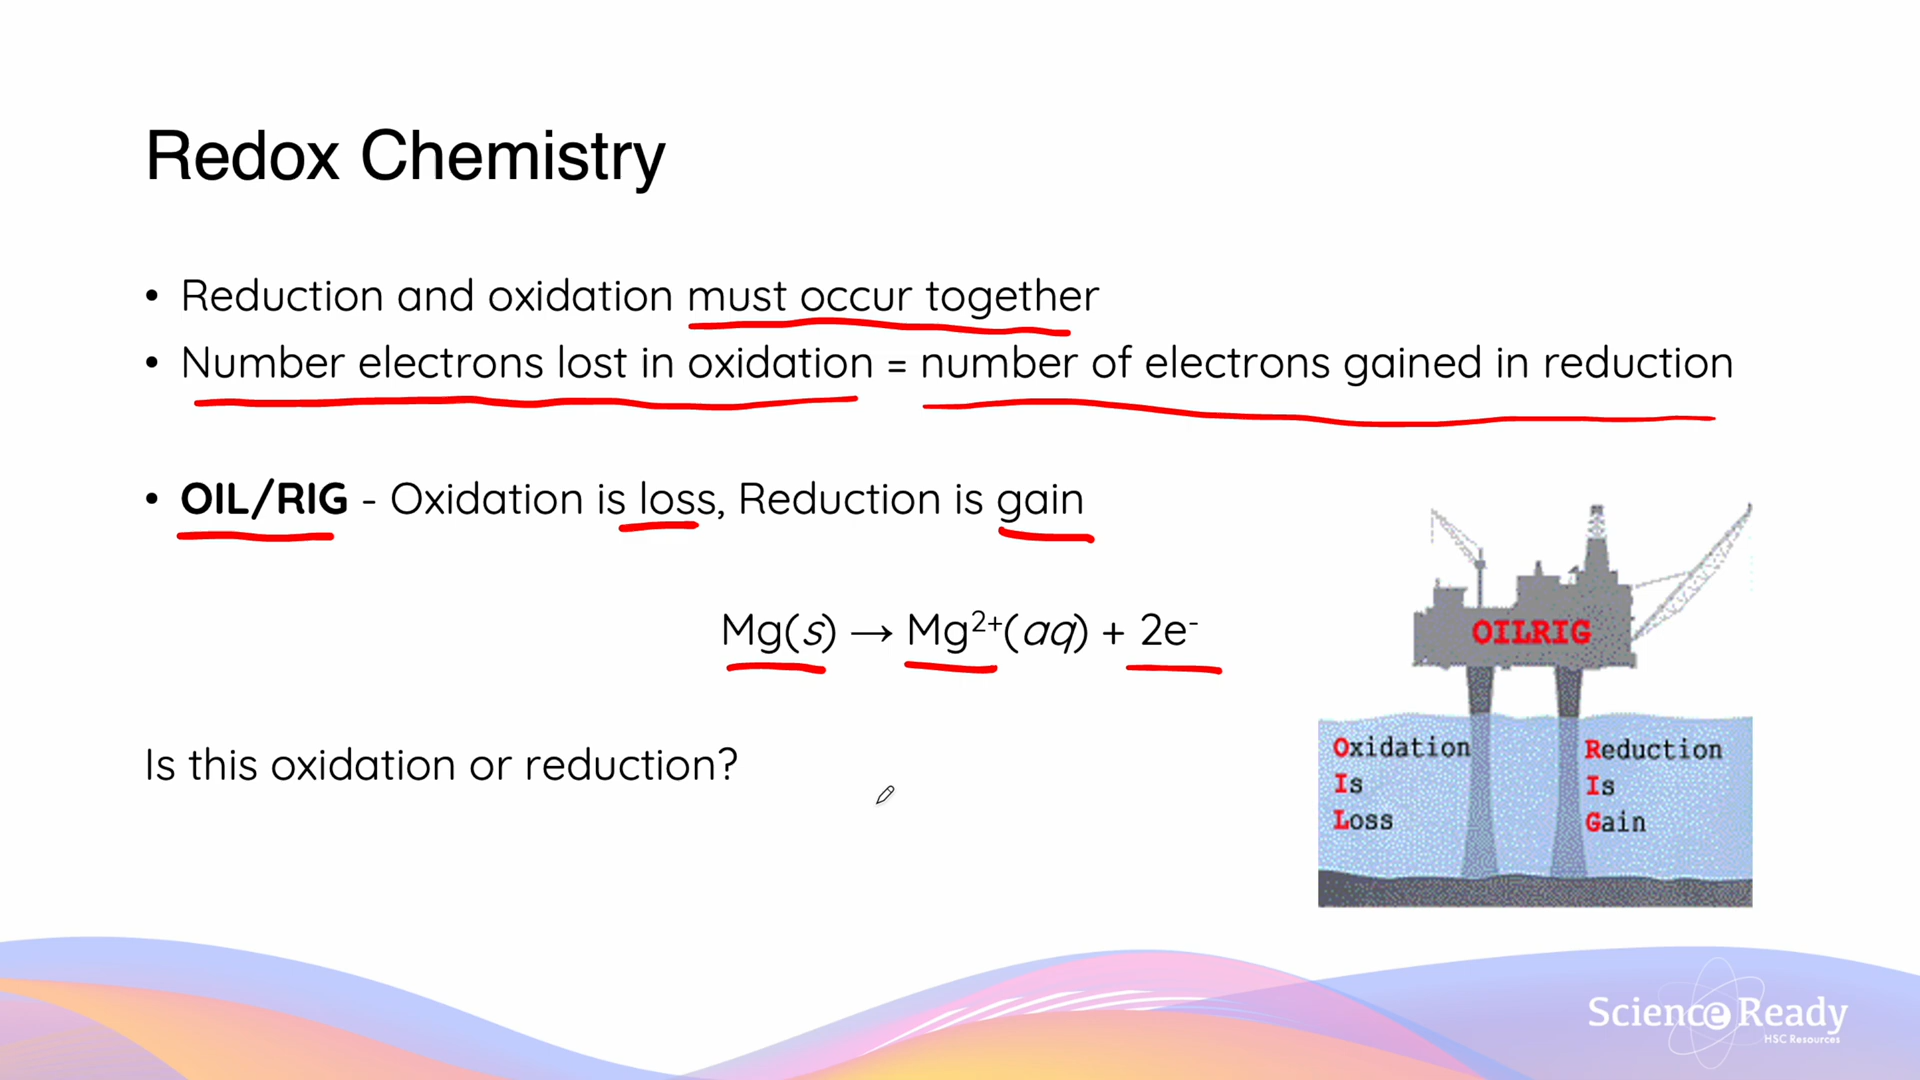 Redox Chemistry
• Reduction and oxidation must occur together
• Number electrons lost in oxidation = number of electrons gained in reduction
• OIL/RIG - Oxidation is loss, Reduction is gain
Mg(s) → Mg²⁺(aq) + 2e⁻
Is this oxidation or reduction?
OILRIG
Oxidation
Is
Loss
Reduction
Is
Gain
Science Ready
HSC Resources